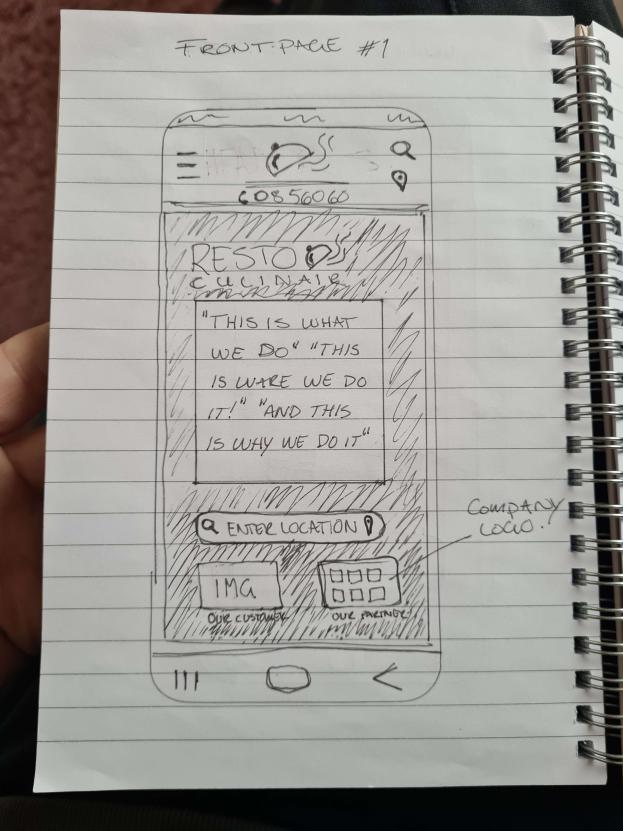 FRONT-PAGE #1
60856060
RESTO
CULINAIR
"THIS IS WHAT
WE DO" "THIS
IS WARE WE DO
IT!" "AND THIS
IS WHY WE DO IT"
ENTER LOCATION
COMPANY
LOGO.
IMG
OUR CUSTOMER
OUR PARTNER